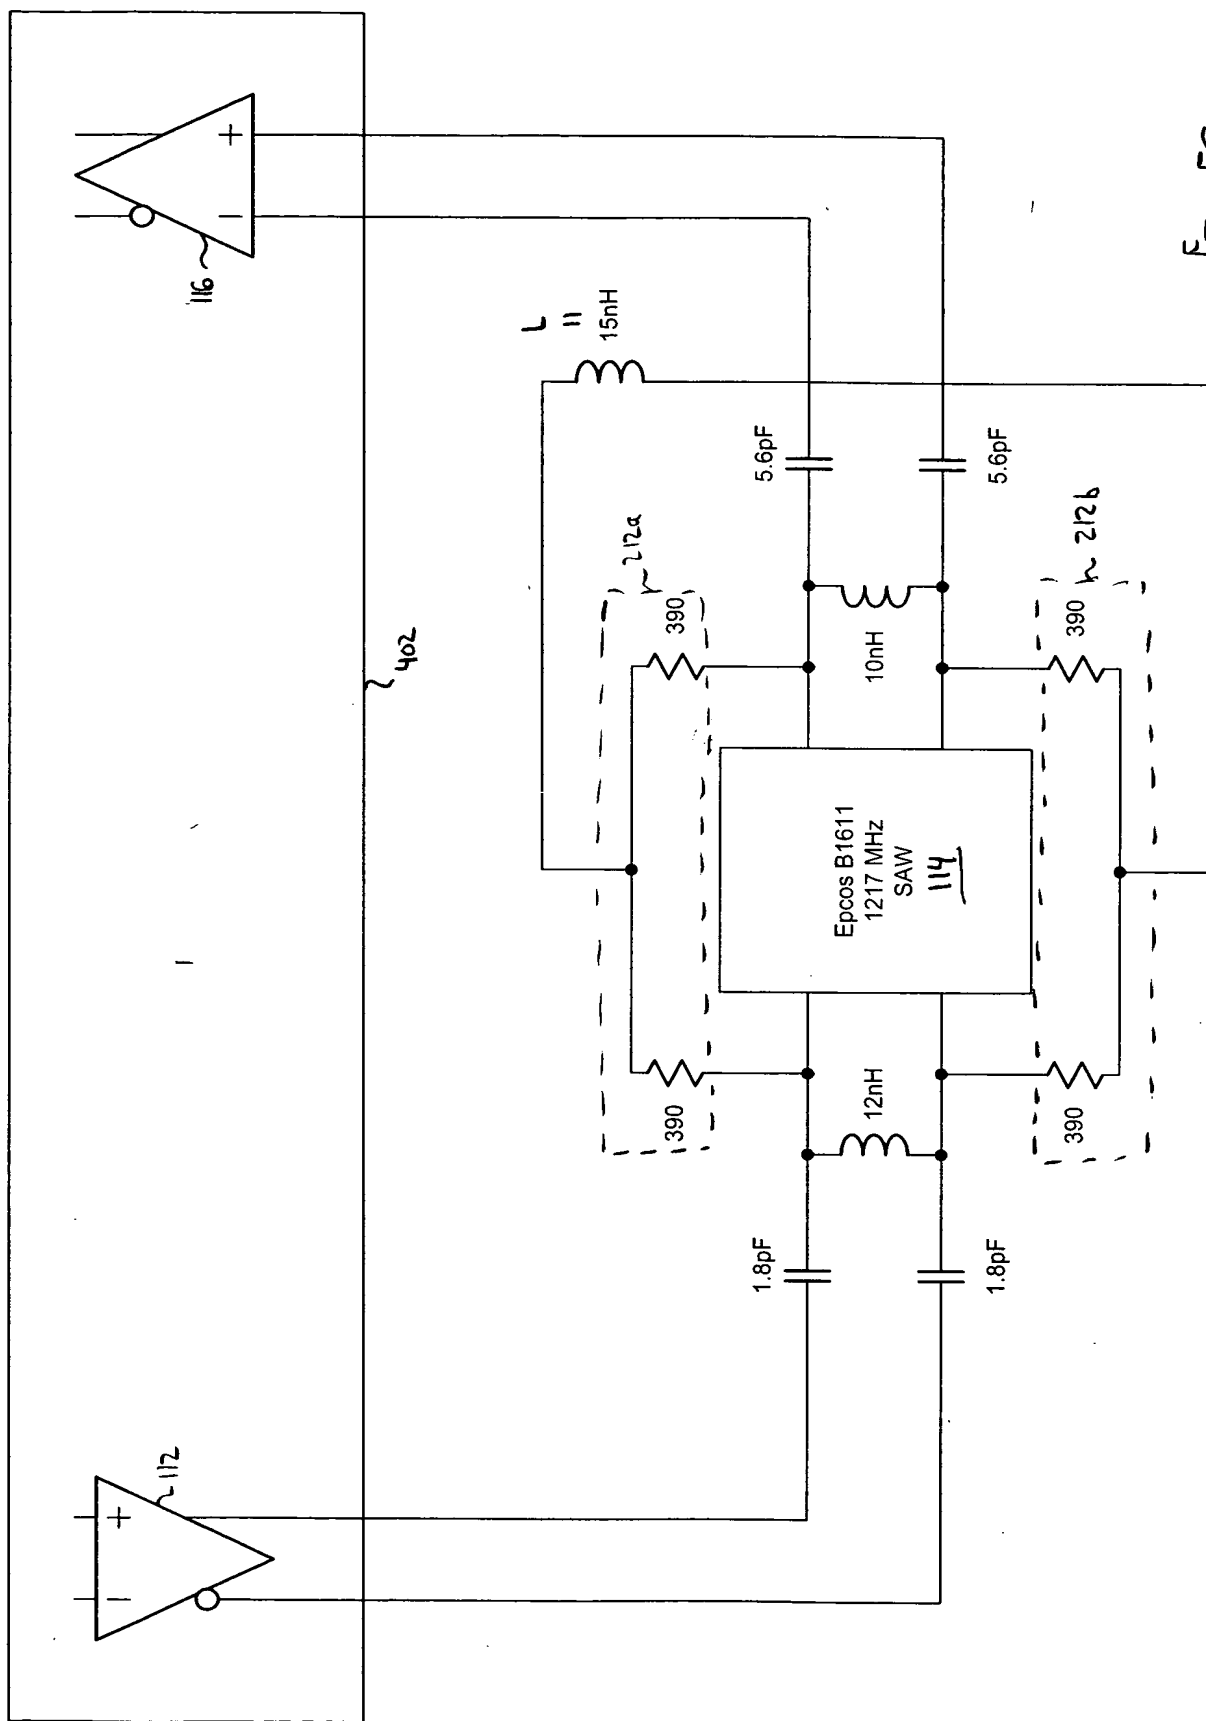 116
+
−
402
L
=
15nH
5.6pF
5.6pF
212a
390
390
10nH
212b
390
390
Epcos B1611
1217 MHz
SAW
114
12nH
1.8pF
1.8pF
112
+
−